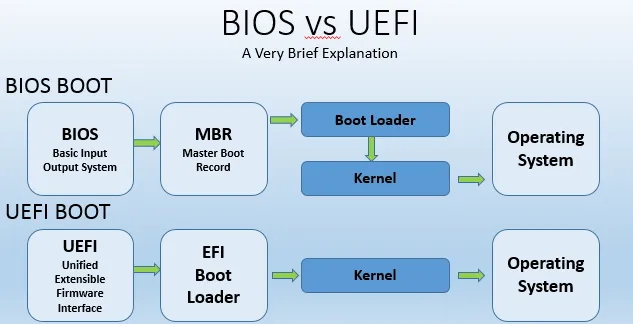 BIOS vs UEFI
A Very Brief Explanation
BIOS BOOT
BIOS
Basic Input
Output System
MBR
Master Boot
Record
Boot Loader
Kernel
Operating
System
UEFI BOOT
UEFI
Unified
Extensible
Firmware
Interface
EFI
Boot
Loader
Kernel
Operating
System